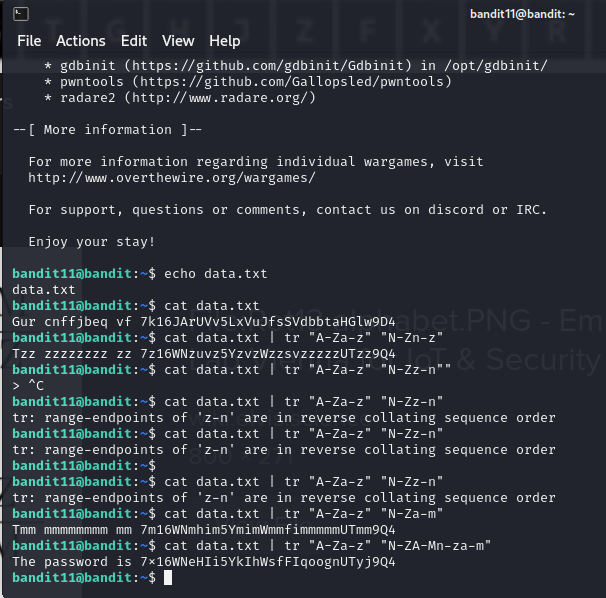 bandit11@bandit: ~
File Actions Edit View Help
* gdbinit (https://github.com/gdbinit/Gdbinit) in /opt/gdbinit/
* pwntools (https://github.com/Gallopsled/pwntools)
* radare2 (http://www.radare.org/)
--[ More information ]--
For more information regarding individual wargames, visit
http://www.overthewire.org/wargames/
For support, questions or comments, contact us on discord or IRC.
Enjoy your stay!
bandit11@bandit:~$ echo data.txt
data.txt
bandit11@bandit:~$ cat data.txt
Gur cnffjbeq vf 7k16JArUVv5LxVuJfsSVdbbtaHGlw9D4
bandit11@bandit:~$ cat data.txt | tr "A-Za-z" "N-Zn-z"
Tzz zzzzzzzz zz 7z16WNzuvz5YzvzWzzsvzzzzzUTzz9Q4
bandit11@bandit:~$ cat data.txt | tr "A-Za-z" "N-Zz-n""
> ^C
bandit11@bandit:~$ cat data.txt | tr "A-Za-z" "N-Zz-n"
tr: range-endpoints of 'z-n' are in reverse collating sequence order
bandit11@bandit:~$ cat data.txt | tr "A-Za-z" "N-Zz-n"
tr: range-endpoints of 'z-n' are in reverse collating sequence order
bandit11@bandit:~$
bandit11@bandit:~$ cat data.txt | tr "A-Za-z" "N-Zz-n"
tr: range-endpoints of 'z-n' are in reverse collating sequence order
bandit11@bandit:~$ cat data.txt | tr "A-Za-z" "N-Za-m"
Tmm mmmmmmmm mm 7m16WNmhim5YmimWmmfimmmmmUTmm9Q4
bandit11@bandit:~$ cat data.txt | tr "A-Za-z" "N-ZA-Mn-za-m"
The password is 7x16WNeHIi5YkIhWsfFIqoognUTyj9Q4
bandit11@bandit:~$